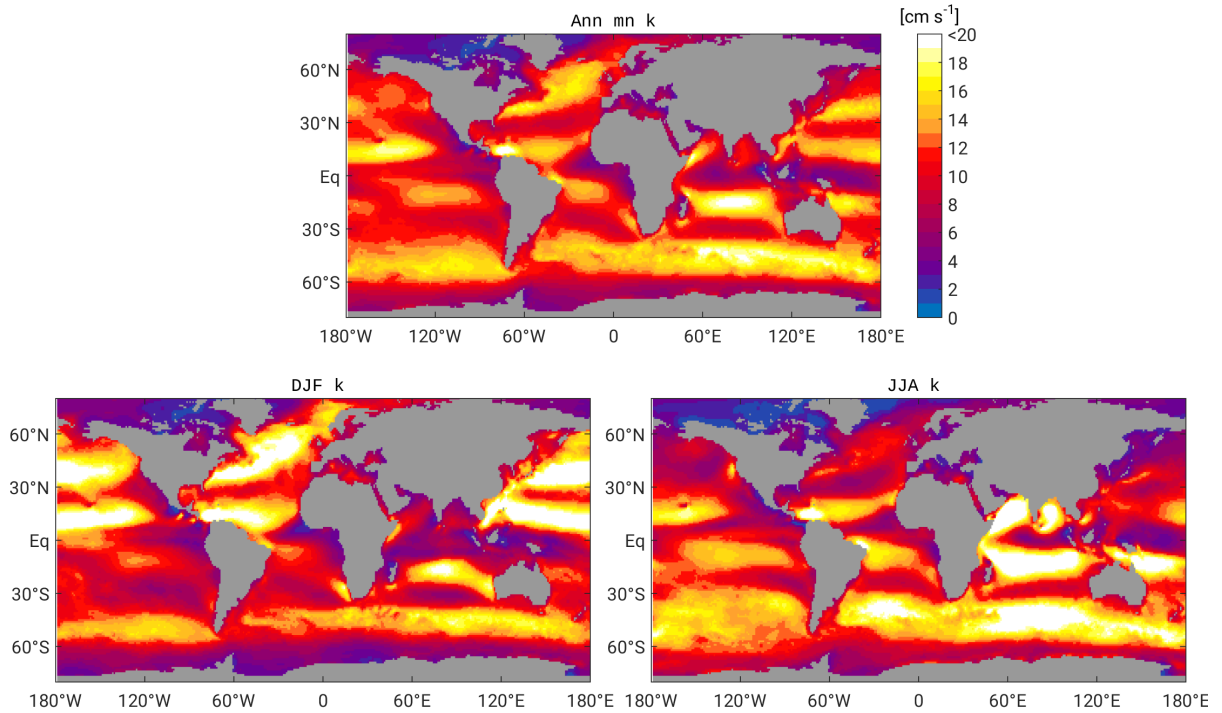 Ann mn k
[cm s⁻¹]
60°N
30°N
Eq
30°S
60°S
180°W 120°W 60°W 0 60°E 120°E 180°E
<20
18
16
14
12
10
8
6
4
2
0
DJF k
60°N
30°N
Eq
30°S
60°S
180°W 120°W 60°W 0 60°E 120°E 180°E
JJA k
60°N
30°N
Eq
30°S
60°S
180°W 120°W 60°W 0 60°E 120°E 180°E